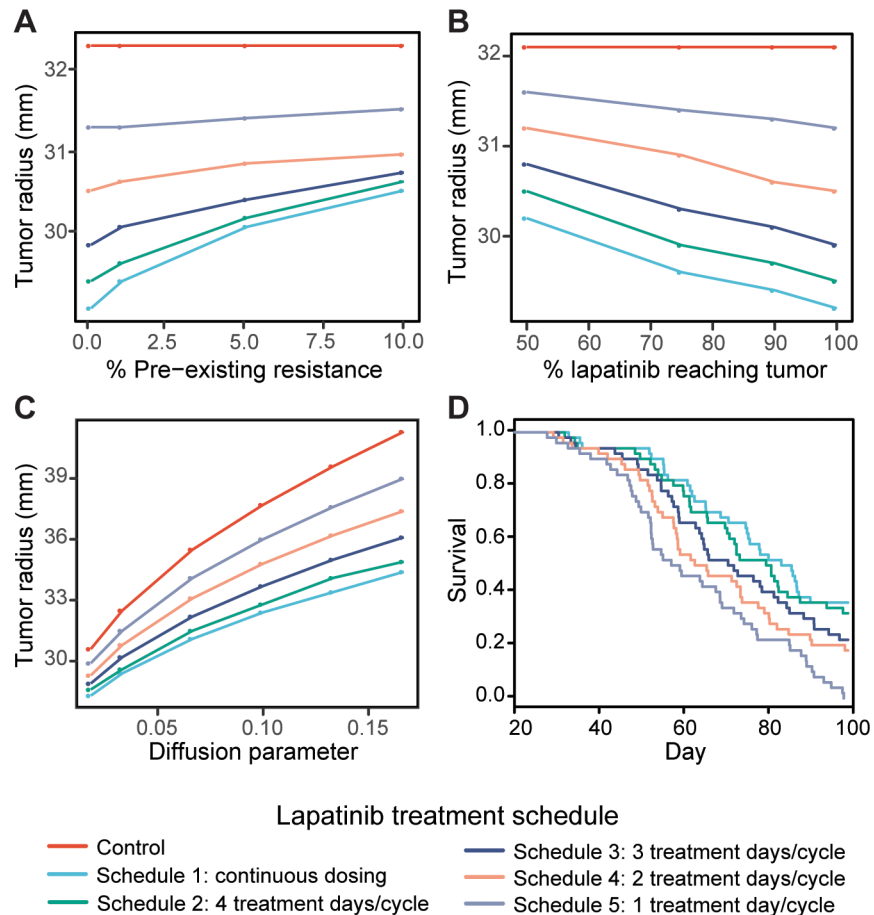 A
Tumor radius (mm)
32
31
30
0.0 2.5 5.0 7.5 10.0
% Pre−existing resistance
B
Tumor radius (mm)
32
31
30
50 60 70 80 90 100
% lapatinib reaching tumor
C
Tumor radius (mm)
39
36
33
30
0.05 0.10 0.15
Diffusion parameter
D
Survival
1.0
0.8
0.6
0.4
0.2
0.0
20 40 60 80 100
Day
Lapatinib treatment schedule
Control
Schedule 1: continuous dosing
Schedule 2: 4 treatment days/cycle
Schedule 3: 3 treatment days/cycle
Schedule 4: 2 treatment days/cycle
Schedule 5: 1 treatment day/cycle